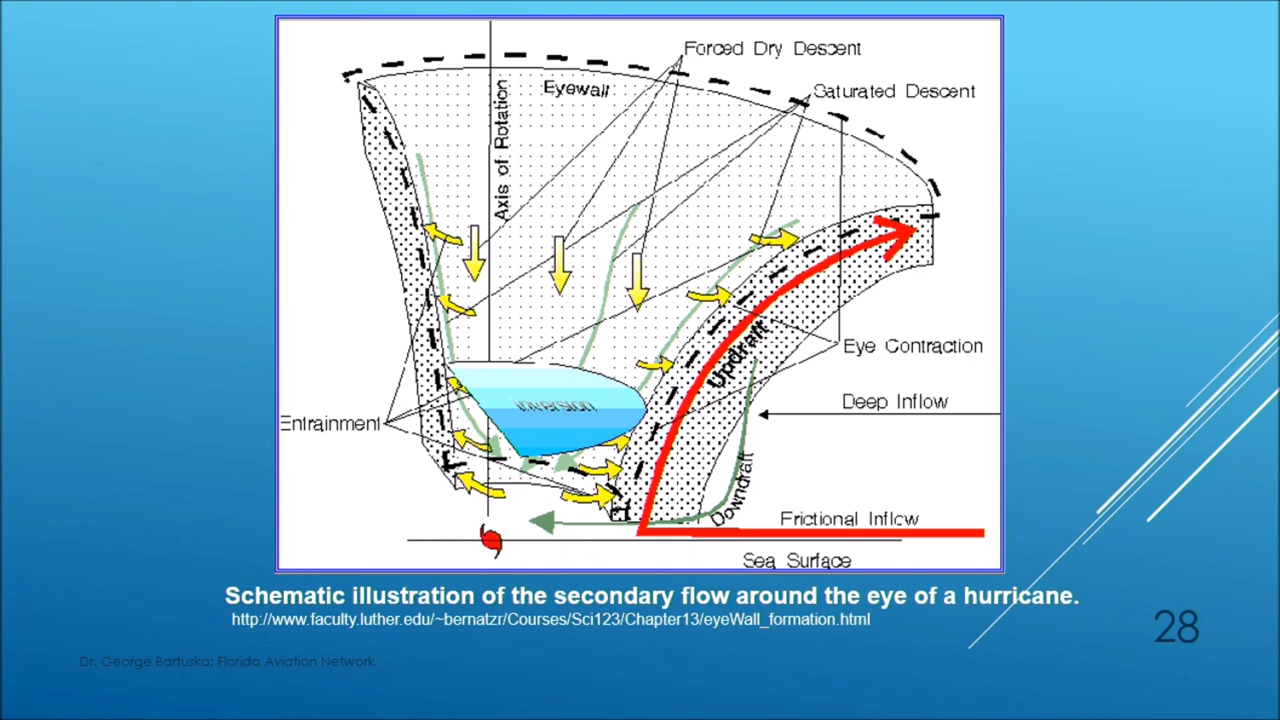 Forced Dry Descent
Eyewall
Saturated Descent
Axis of Rotation
Updraft
Eye Contraction
Inversion
Deep Inflow
Entrainment
Downdraft
Frictional Inflow
Sea Surface
Schematic illustration of the secondary flow around the eye of a hurricane.
http://www.faculty.luther.edu/~bernatzr/Courses/Sci123/Chapter13/eyeWall_formation.html
28
Dr. George Bartuska; Florida Aviation Network